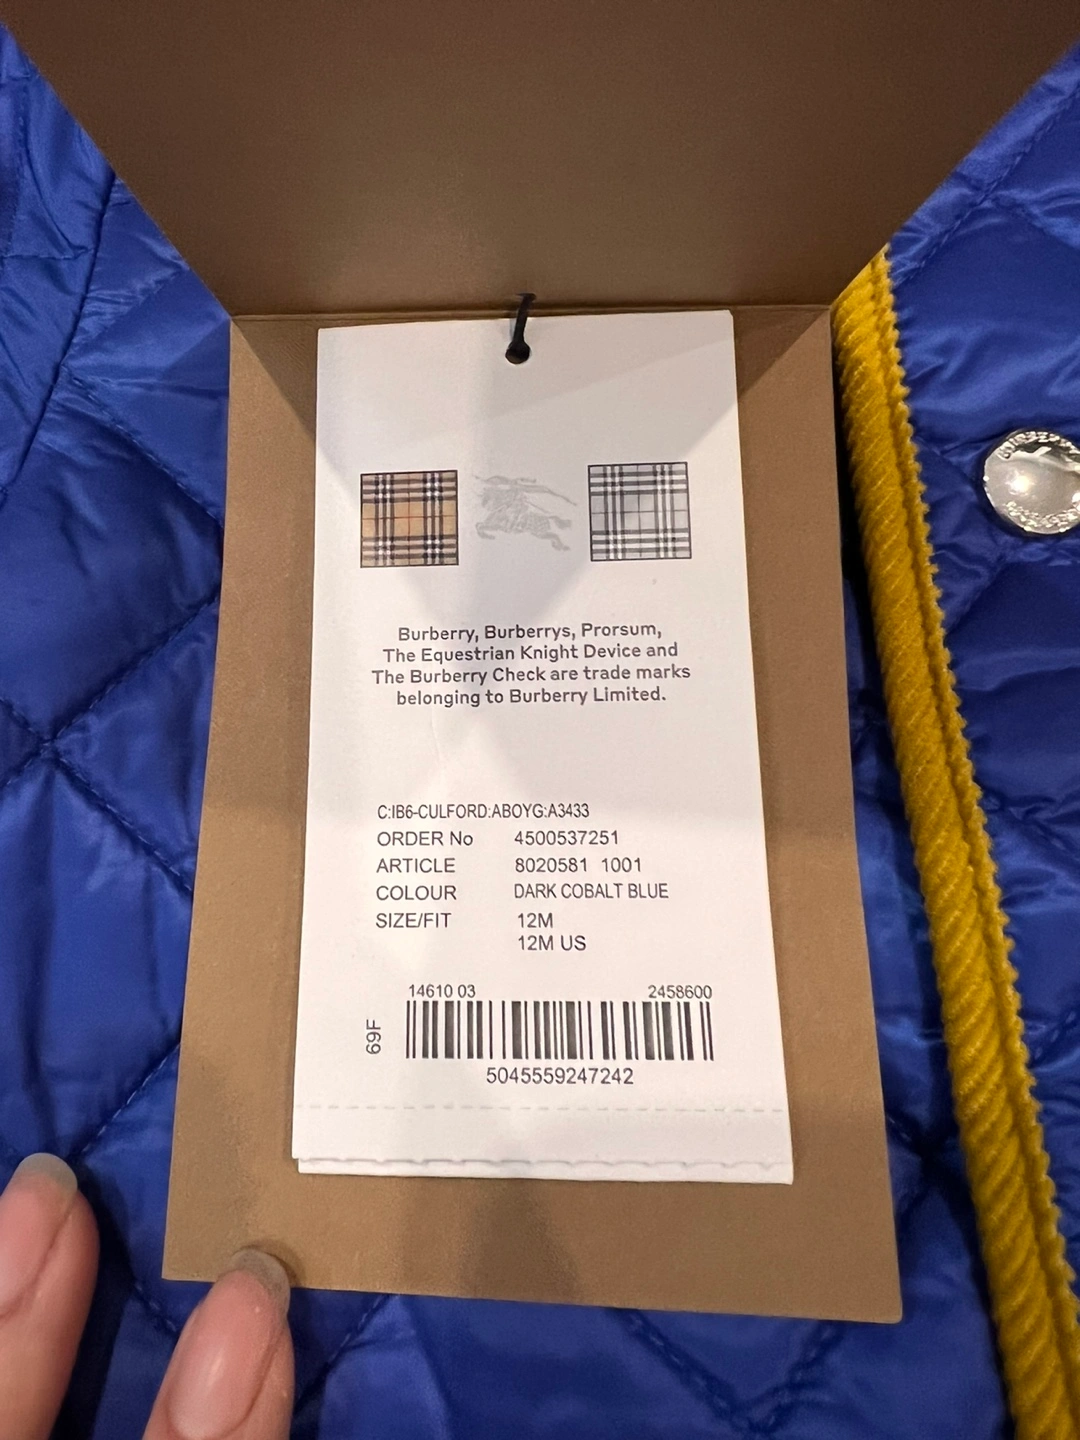 Burberry, Burberrys, Prorsum,
The Equestrian Knight Device and
The Burberry Check are trade marks
belonging to Burberry Limited.
C:IB6-CULFORD:ABOYG:A3433
ORDER No 4500537251
ARTICLE 8020581 1001
COLOUR DARK COBALT BLUE
SIZE/FIT 12M
12M US
14610 03 2458600
69F
5045559247242